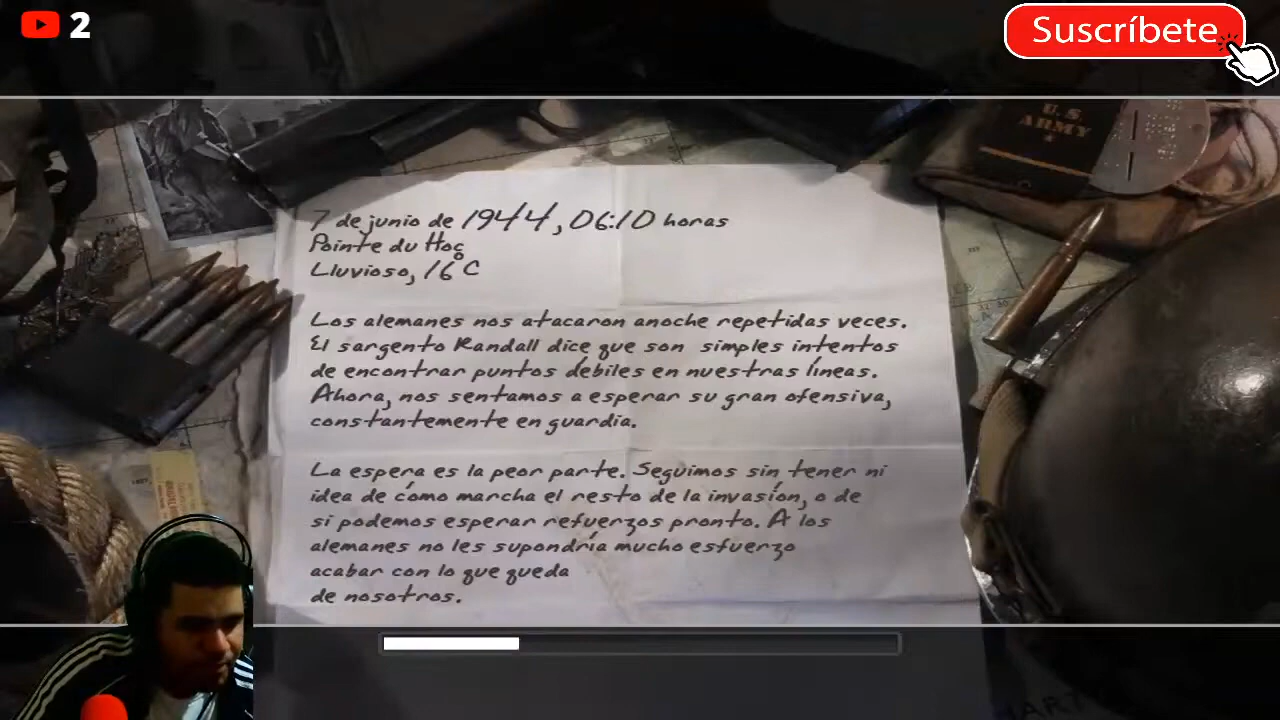 2
Suscríbete
U.S.
ARMY
7 de junio de 1944, 06:10 horas
Pointe du Hoc
Lluvioso, 16°C
Los alemanes nos atacaron anoche repetidas veces.
El sargento Randall dice que son simples intentos
de encontrar puntos débiles en nuestras líneas.
Ahora, nos sentamos a esperar su gran ofensiva,
constantemente en guardia.
La espera es la peor parte. Seguimos sin tener ni
idea de cómo marcha el resto de la invasión, o de
si podemos esperar refuerzos pronto. A los
alemanes no les supondría mucho esfuerzo
acabar con lo que queda
de nosotros.